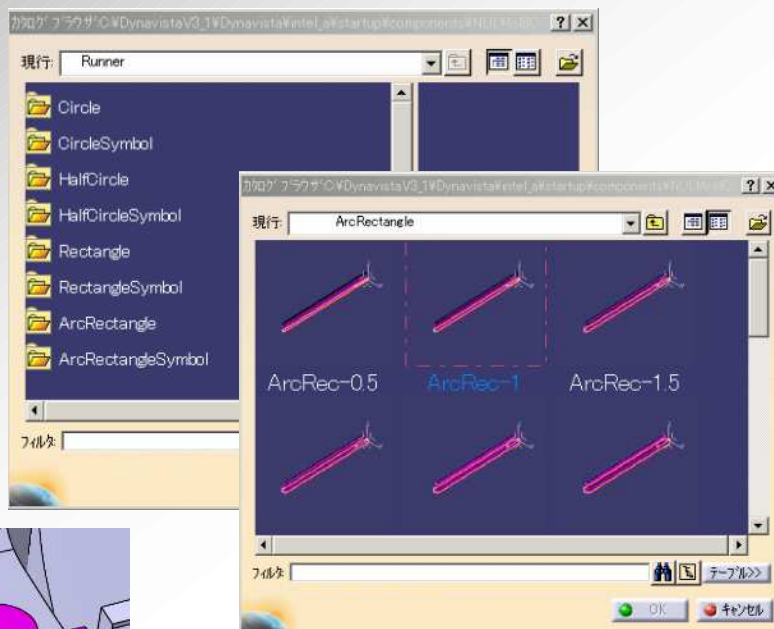 カタログ ブラウザ:C:¥DynavistaV3_1¥Dynavista¥intel_a¥startup¥components¥
現行: Runner
Circle
CircleSymbol
HalfCircle
HalfCircleSymbol
Rectangle
RectangleSymbol
ArcRectangle
ArcRectangleSymbol
フィルタ:
カタログ ブラウザ:C:¥DynavistaV3_1¥Dynavista¥intel_a¥startup¥components¥
現行: ArcRectangle
ArcRec-0.5 ArcRec-1 ArcRec-1.5
フィルタ: テーブル>>
OK キャンセル